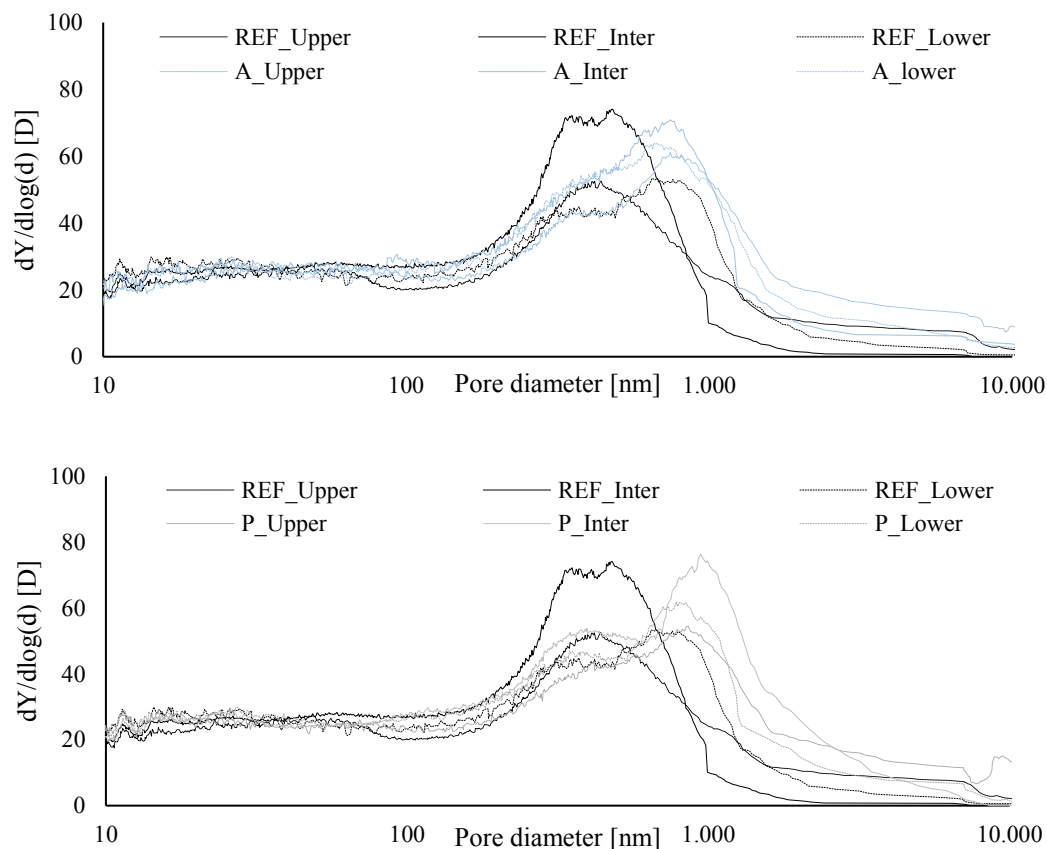 100
REF_Upper REF_Inter REF_Lower
A_Upper A_Inter A_lower
80
60
40
20
0
dY/dlog(d) [D]
10 100 1.000 10.000
Pore diameter [nm]
100
REF_Upper REF_Inter REF_Lower
P_Upper P_Inter P_Lower
80
60
40
20
0
dY/dlog(d) [D]
10 100 1.000 10.000
Pore diameter [nm]